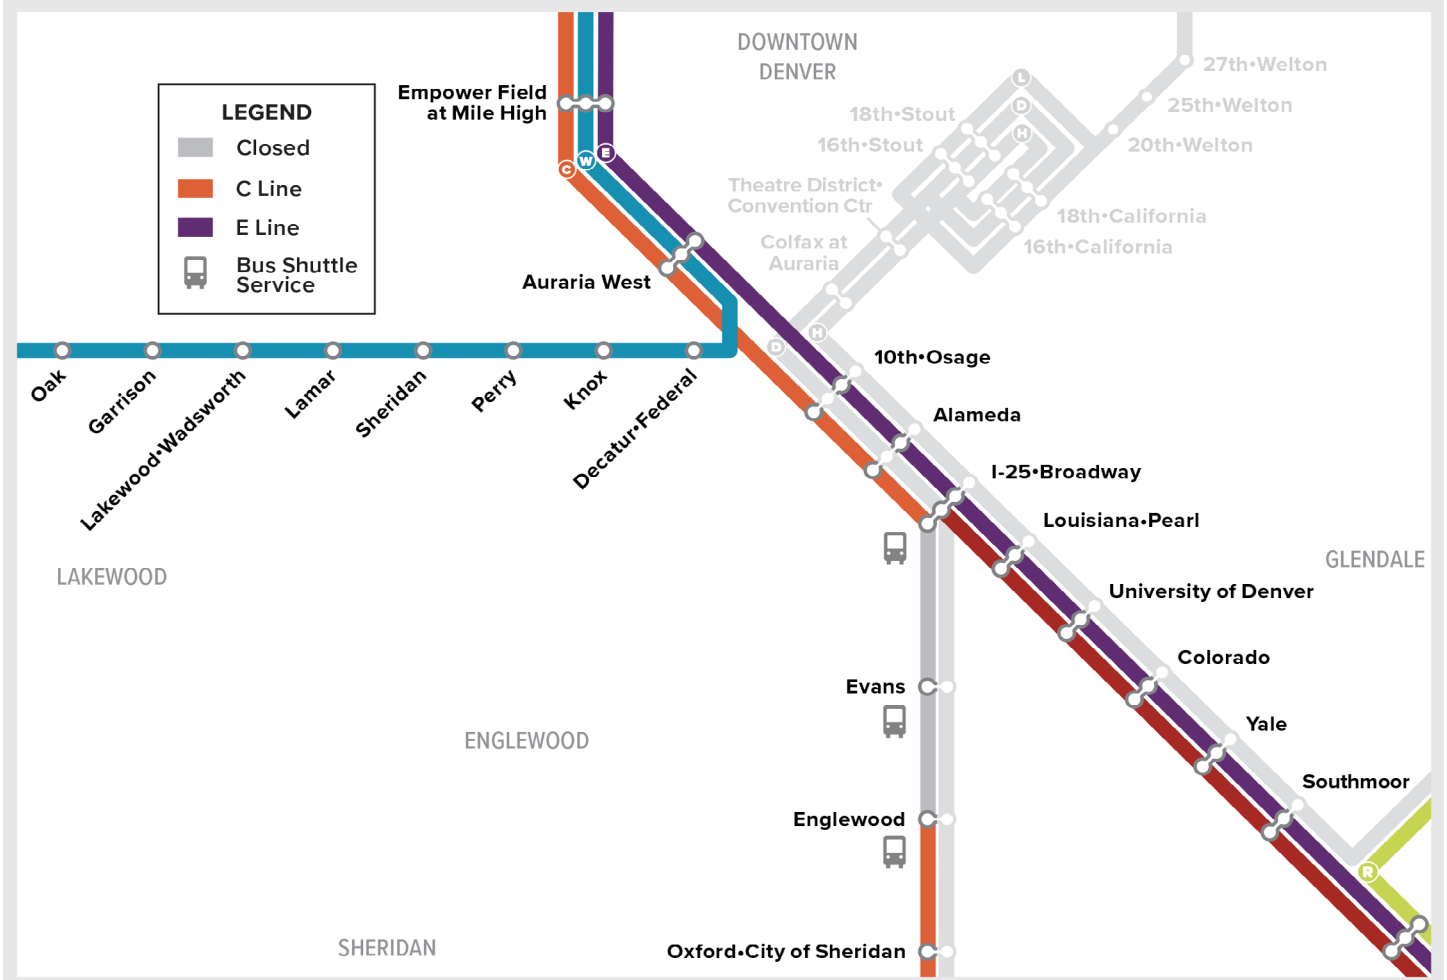 DOWNTOWN
DENVER
27th•Welton
25th•Welton
20th•Welton
L
D
H
18th•Stout
16th•Stout
Theatre District•
Convention Ctr
18th•California
16th•California
Colfax at
Auraria
Empower Field
at Mile High
LEGEND
Closed
C Line
E Line
Bus Shuttle
Service
C
W
E
Auraria West
H
D
Oak
Garrison
Lakewood•Wadsworth
Lamar
Sheridan
Perry
Knox
Decatur•Federal
10th•Osage
Alameda
I-25•Broadway
Louisiana•Pearl
GLENDALE
LAKEWOOD
University of Denver
Colorado
Evans
Yale
ENGLEWOOD
Southmoor
Englewood
R
SHERIDAN
Oxford•City of Sheridan